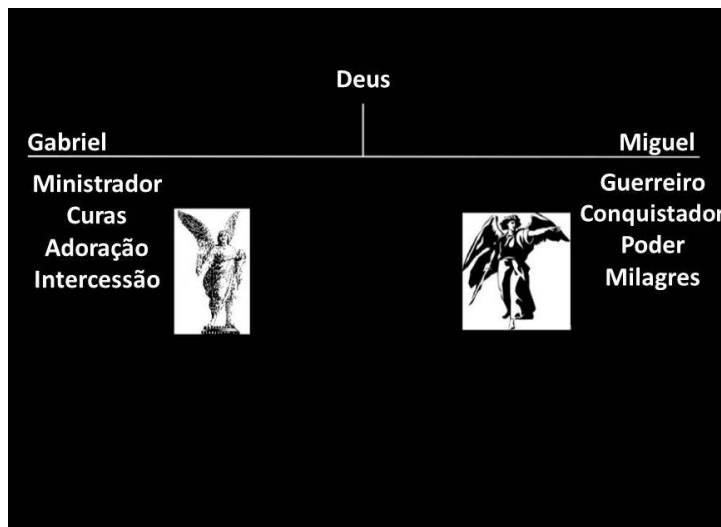 Deus
Gabriel
Miguel
Ministrador
Curas
Adoração
Intercessão
Guerreiro
Conquistador
Poder
Milagres